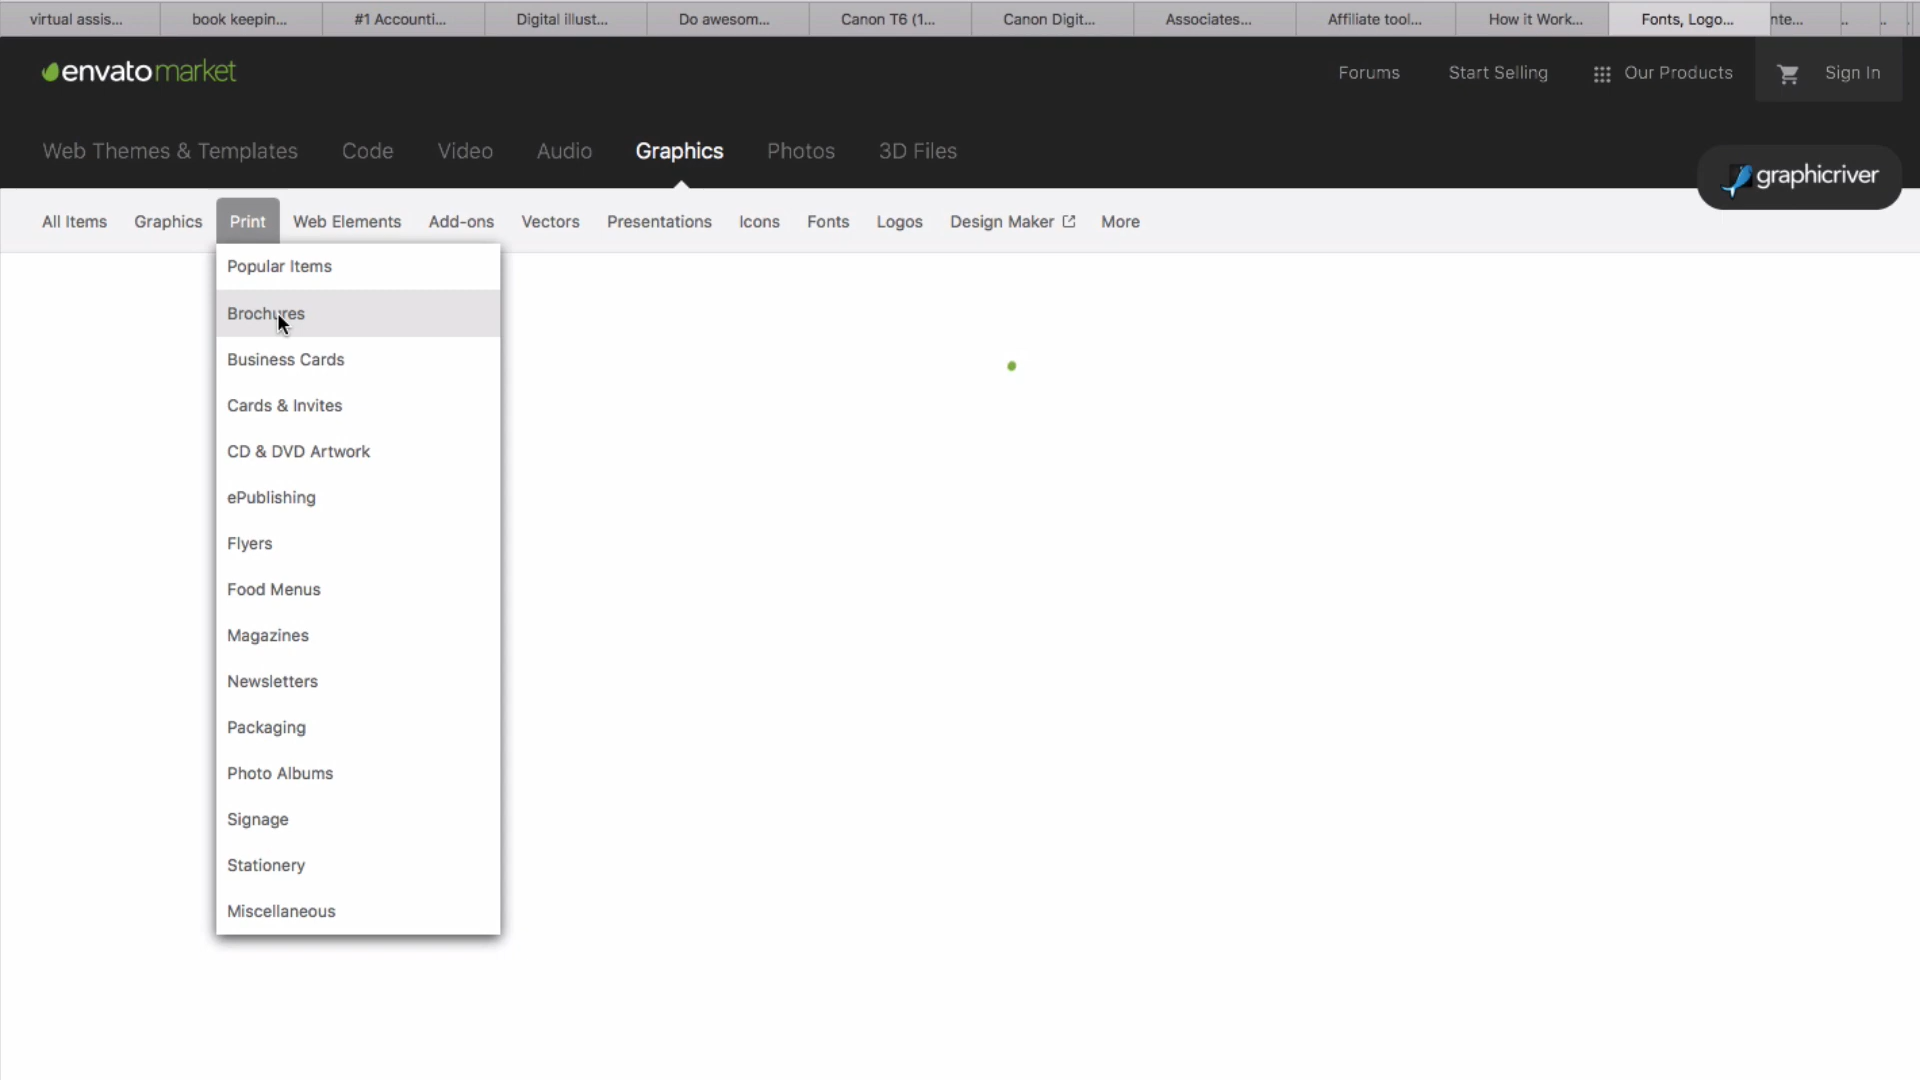 virtual assis...
book keepin...
#1 Accounti...
Digital illust...
Do awesom...
Canon T6 (1...
Canon Digit...
Associates...
Affiliate tool...
How it Work...
Fonts, Logo...
nte...
..
..
envatomarket
Forums
Start Selling
Our Products
Sign In
Web Themes & Templates
Code
Video
Audio
Graphics
Photos
3D Files
graphicriver
All Items
Graphics
Print
Web Elements
Add-ons
Vectors
Presentations
Icons
Fonts
Logos
Design Maker
More
Popular Items
Brochures
Business Cards
Cards & Invites
CD & DVD Artwork
ePublishing
Flyers
Food Menus
Magazines
Newsletters
Packaging
Photo Albums
Signage
Stationery
Miscellaneous